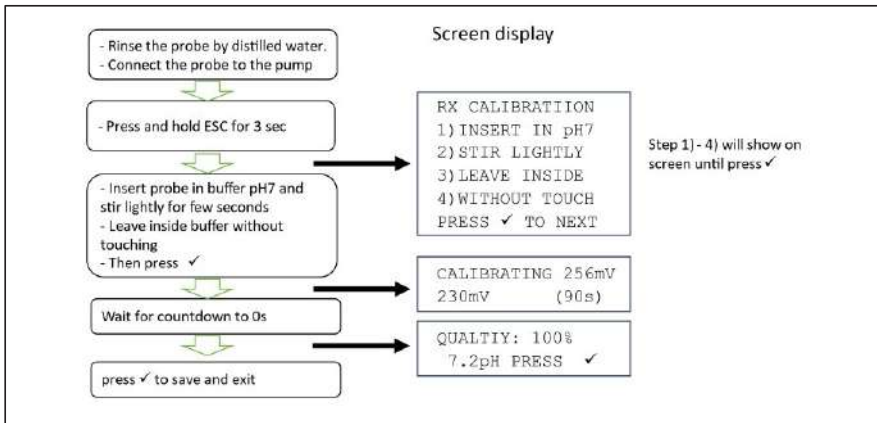 Screen display
- Rinse the probe by distilled water.
- Connect the probe to the pump
- Press and hold ESC for 3 sec
RX CALIBRATIION
1)INSERT IN pH7
2)STIR LIGHTLY
3)LEAVE INSIDE
4)WITHOUT TOUCH
PRESS ✓ TO NEXT
Step 1)- 4) will show on
screen until press ✓
- Insert probe in buffer pH7 and
stir lightly for few seconds
- Leave inside buffer without
touching
- Then press ✓
CALIBRATING 256mV
230mV (90s)
Wait for countdown to 0s
QUALTIY: 100%
7.2pH PRESS ✓
press ✓ to save and exit